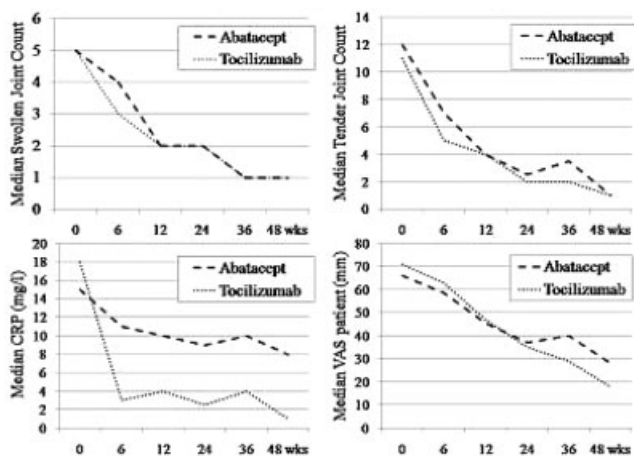 Median Swollen Joint Count
6
5
4
3
2
1
0
Abatacept
Tocilizumab
0 6 12 24 36 48 wks
Median Tender Joint Count
14
12
10
8
6
4
2
0
Abatacept
Tocilizumab
0 6 12 24 36 48 wks
Median CRP (mg/l)
20
18
16
14
12
10
8
6
4
2
0
Abatacept
Tocilizumab
0 6 12 24 36 48 wks
Median VAS patient (mm)
80
70
60
50
40
30
20
10
0
Abatacept
Tocilizumab
0 6 12 24 36 48 wks